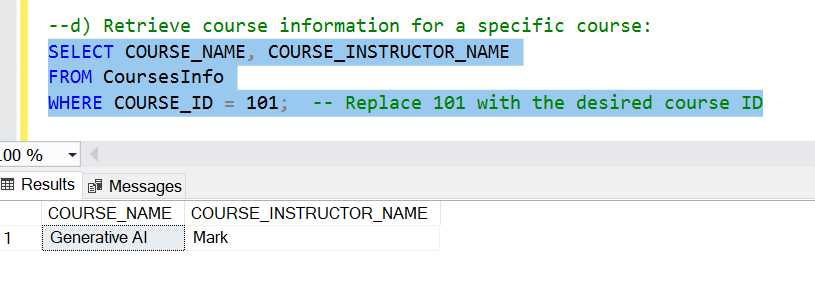 --d) Retrieve course information for a specific course:
SELECT COURSE_NAME, COURSE_INSTRUCTOR_NAME
FROM CoursesInfo
WHERE COURSE_ID = 101;  -- Replace 101 with the desired course ID
.00 %
Results Messages
COURSE_NAME COURSE_INSTRUCTOR_NAME
1 Generative AI Mark